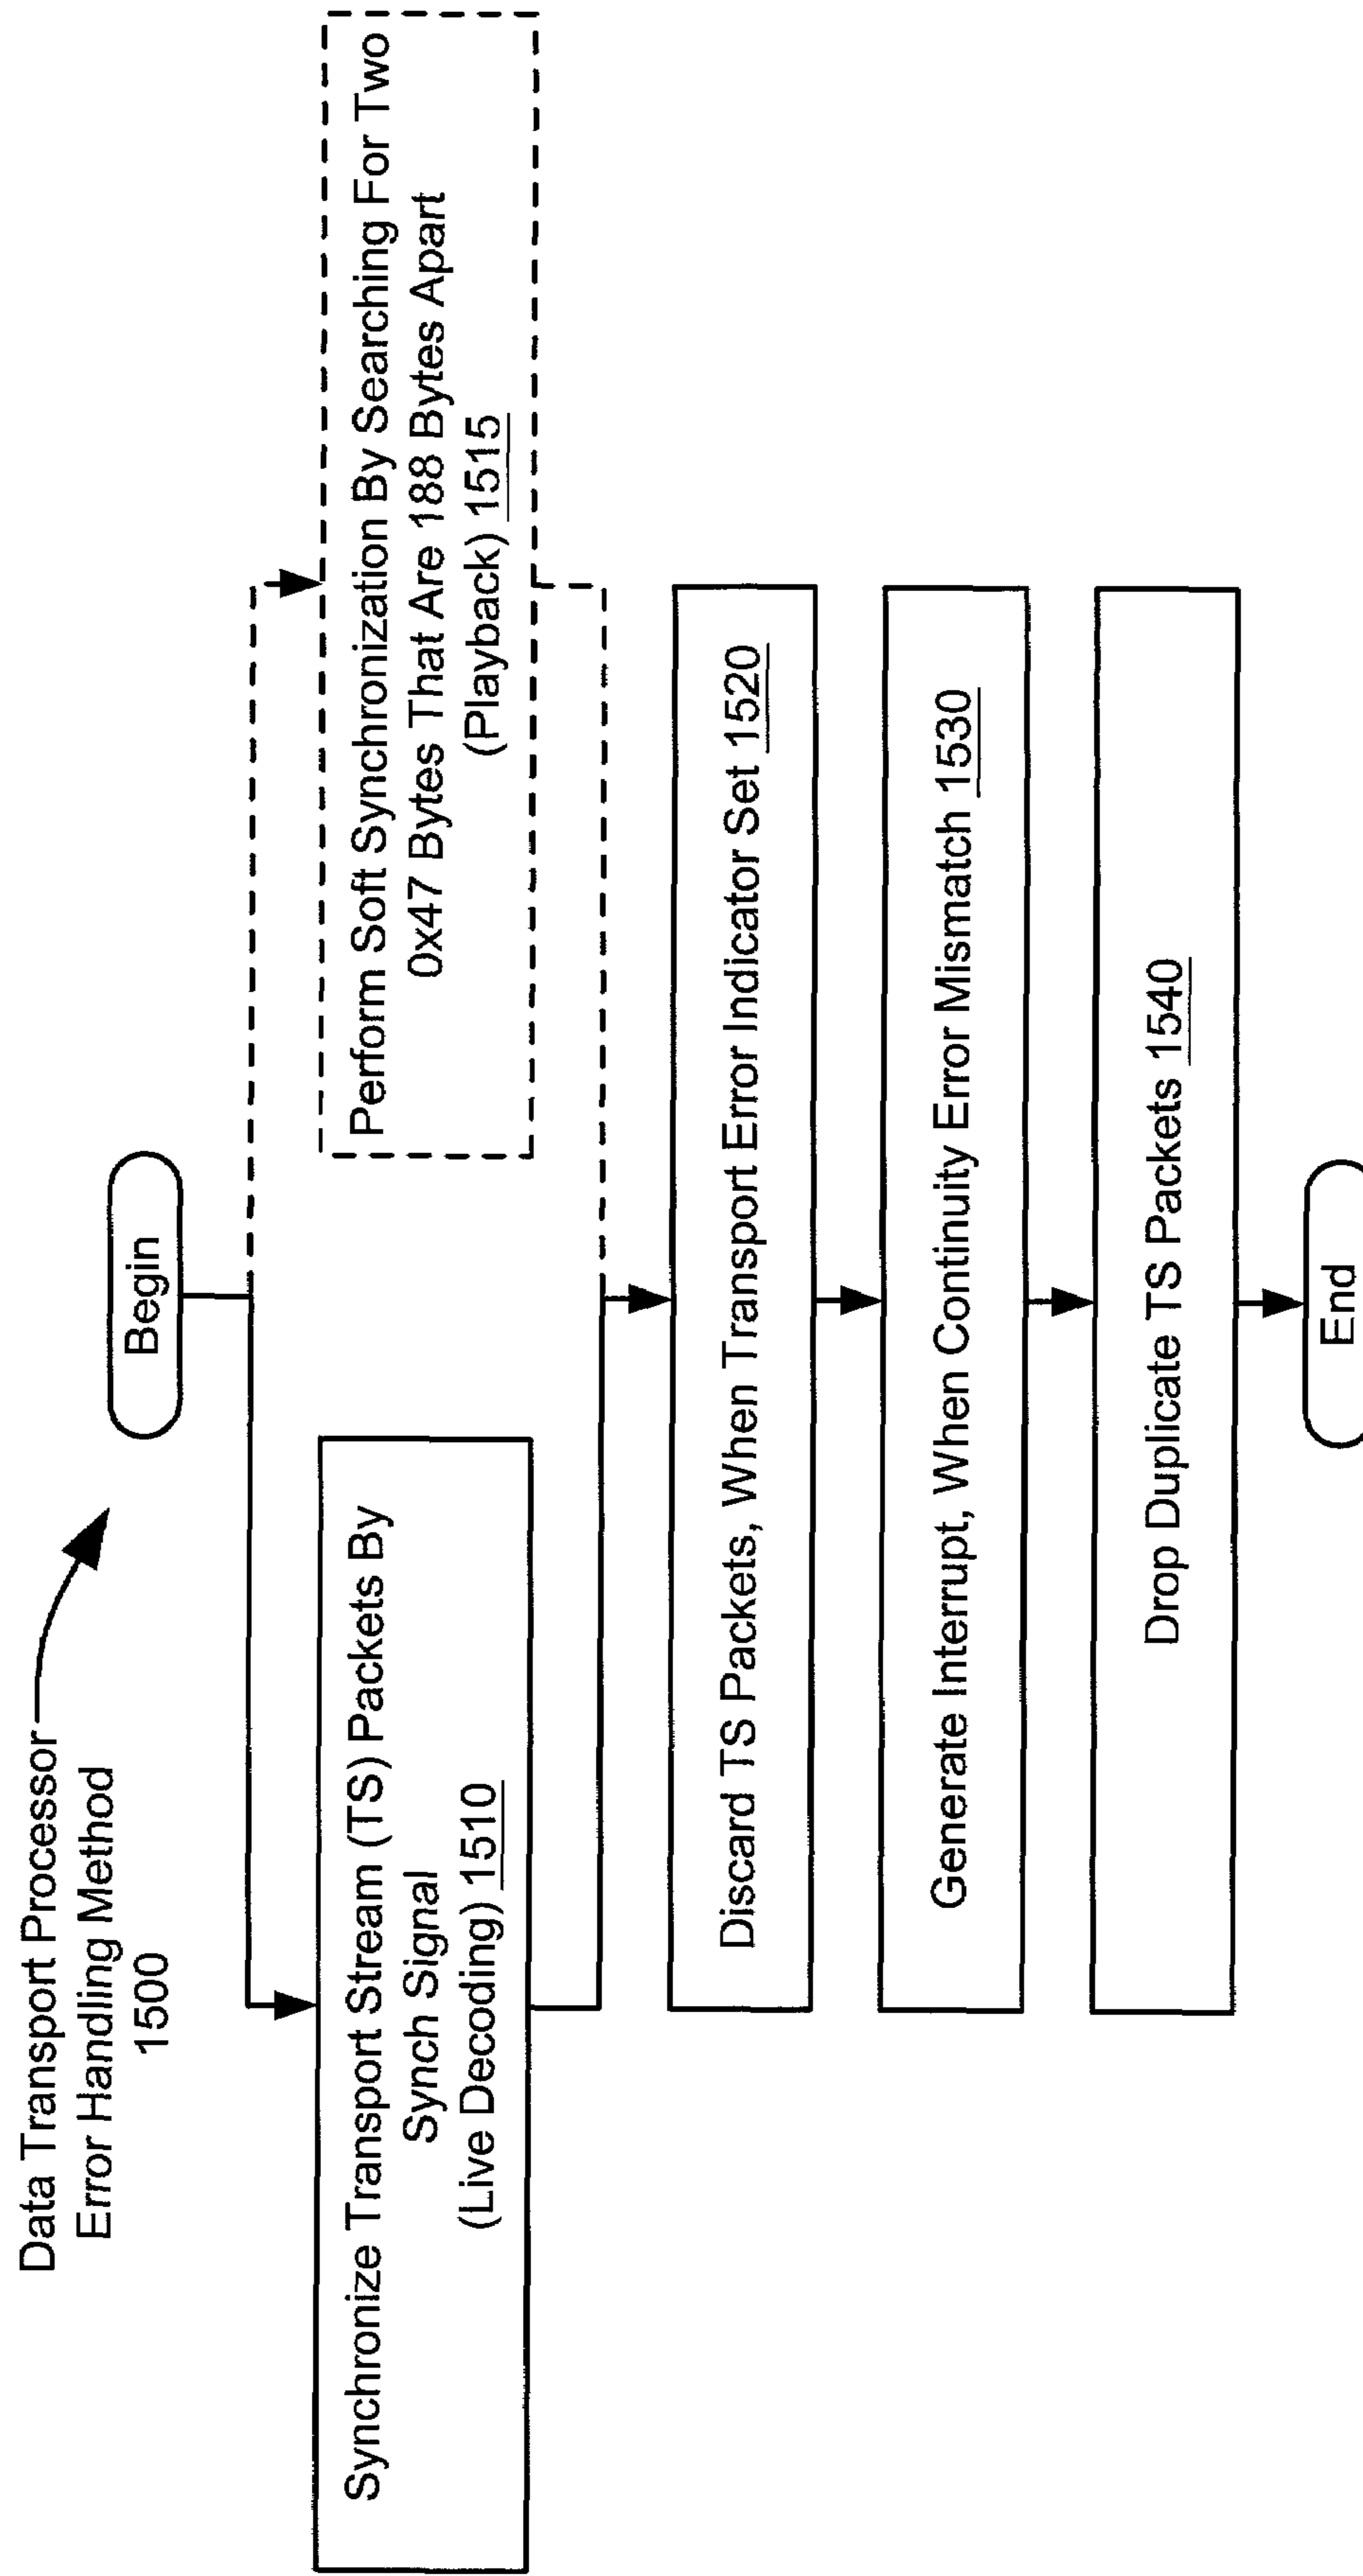 Data Transport Processor
Error Handling Method
1500
Begin
Synchronize Transport Stream (TS) Packets By
Synch Signal
(Live Decoding) 1510
Perform Soft Synchronization By Searching For Two
0x47 Bytes That Are 188 Bytes Apart
(Playback) 1515
Discard TS Packets, When Transport Error Indicator Set 1520
Generate Interrupt, When Continuity Error Mismatch 1530
Drop Duplicate TS Packets 1540
End